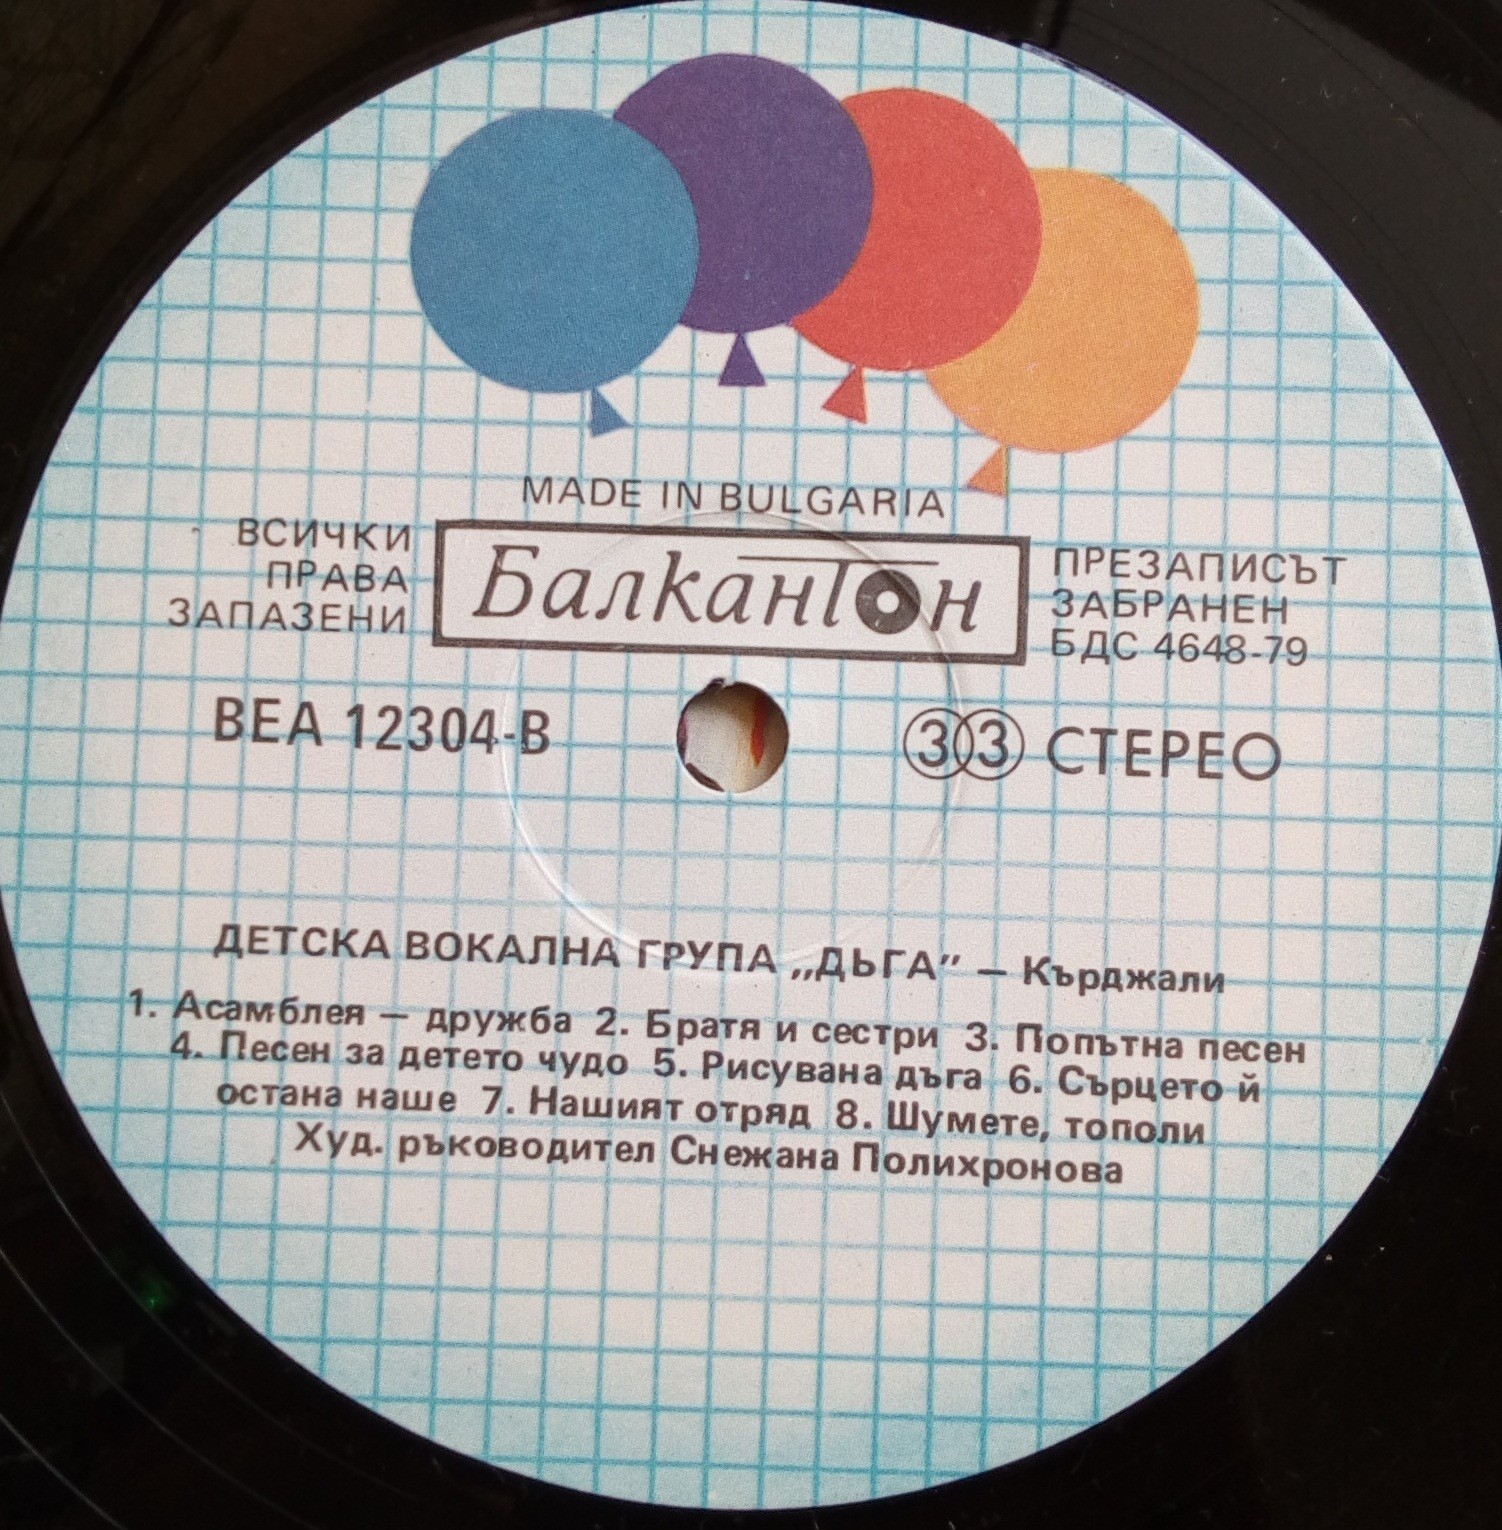 MADE IN BULGARIA
ВСИЧКИ
ПРАВА
ЗАПАЗЕНИ
Балкантон
ПРЕЗАПИСЪТ
ЗАБРАНЕН
БДС 4648-79
ВЕА 12304-В
33 СТЕРЕО
ДЕТСКА ВОКАЛНА ГРУПА „ДЪГА” — Кърджали
1. Асамблея — дружба 2. Братя и сестри 3. Попътна песен
4. Песен за детето чудо 5. Рисувана дъга 6. Сърцето й
остана наше 7. Нашият отряд 8. Шумете, тополи
Худ. ръководител Снежана Полихронова